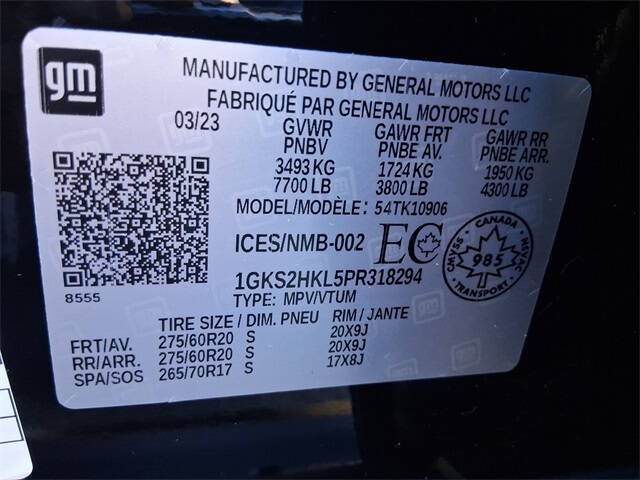 gm
MANUFACTURED BY GENERAL MOTORS LLC
FABRIQUÉ PAR GENERAL MOTORS LLC
03/23 GVWR GAWR FRT GAWR RR
PNBV PNBE AV. PNBE ARR.
3493 KG 1724 KG 1950 KG
7700 LB 3800 LB 4300 LB
MODEL/MODÈLE: 54TK10906
ICES/NMB-002 EC
CANADA
CMVSS 985 NSVAC
TRANSPORT
8555
1GKS2HKL5PR318294
TYPE: MPV/VTUM
TIRE SIZE / DIM. PNEU RIM / JANTE
FRT/AV. 275/60R20 S 20X9J
RR/ARR. 275/60R20 S 20X9J
SPA/SOS 265/70R17 S 17X8J